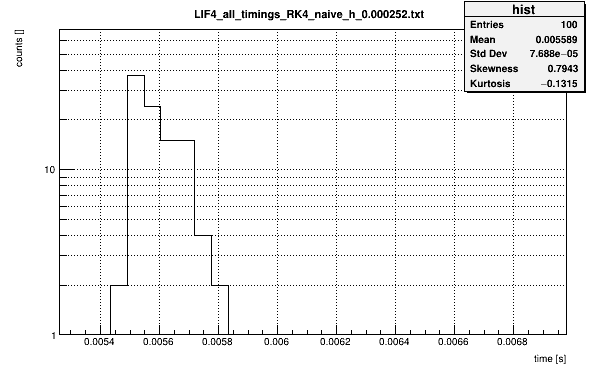 LIF4_all_timings_RK4_naive_h_0.000252.txt
hist
Entries 100
Mean 0.005589
Std Dev 7.688e−05
Skewness 0.7943
Kurtosis −0.1315
counts []
10
1
0.0054 0.0056 0.0058 0.006 0.0062 0.0064 0.0066 0.0068
time [s]